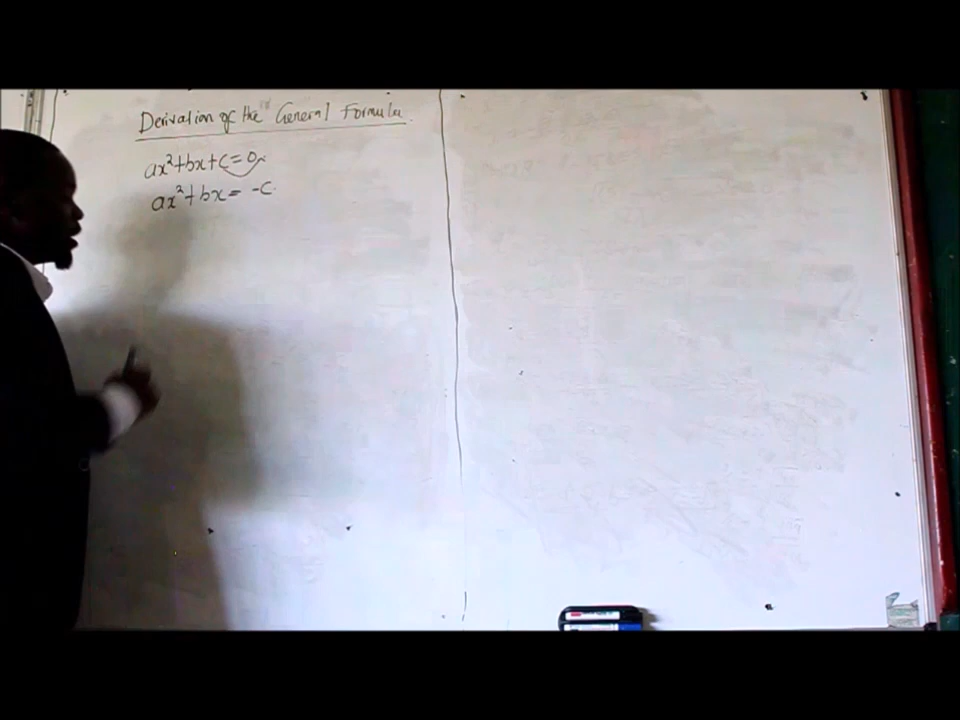 Derivation of the General Formula
ax²+bx+c=0
ax²+bx= -c